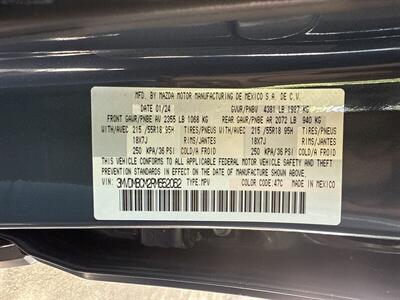 MFD. BY MAZDA MOTOR MANUFACTURING DE MEXICO S.A. DE C.V.
DATE 01/24 GVWR/PNBV 4381 LB 1987 KG
FRONT GAWR/PNBE AV 2355 LB 1068 KG REAR GAWR/PNBE AR 2072 LB 940 KG
WITH/AVEC 215/55R18 95H TIRES/PNEUS WITH/AVEC 215/55R18 95H TIRES/PNEUS
18X7J RIMS/JANTES 18X7J RIMS/JANTES
250 KPA/36 PSI COLD/A FROID 250 KPA/36 PSI COLD/A FROID
THIS VEHICLE CONFORMS TO ALL APPLICABLE FEDERAL MOTOR VEHICLE SAFETY, BUMPER, AND
THEFT PREVENTION STANDARDS IN EFFECT ON THE DATE OF MANUFACTURE SHOWN ABOVE.
VIN: 3MVDMBCM2RM662062 TYPE: MPV COLOR CODE: 47C MADE IN MEXICO